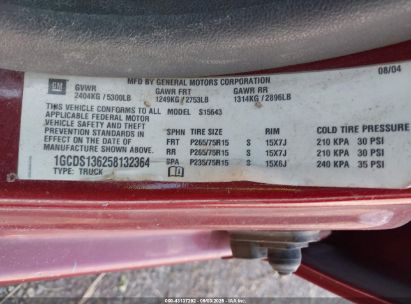 MFD BY GENERAL MOTORS CORPORATION
08/04
GM
GVWR GAWR FRT GAWR RR
2404KG/5300LB 1249KG/2753LB 1314KG/2896LB
THIS VEHICLE CONFORMS TO ALL
APPLICABLE FEDERAL MOTOR
VEHICLE SAFETY AND THEFT
PREVENTION STANDARDS IN
EFFECT ON THE DATE OF
MANUFACTURE SHOWN ABOVE.
1GCDS136258132364
TYPE: TRUCK
MODEL S15643
SPHN TIRE SIZE RIM COLD TIRE PRESSURE
FRT P265/75R15 S 15X7J 210 KPA 30 PSI
RR P265/75R15 S 15X7J 210 KPA 30 PSI
SPA P235/75R15 S 15X6J 240 KPA 35 PSI